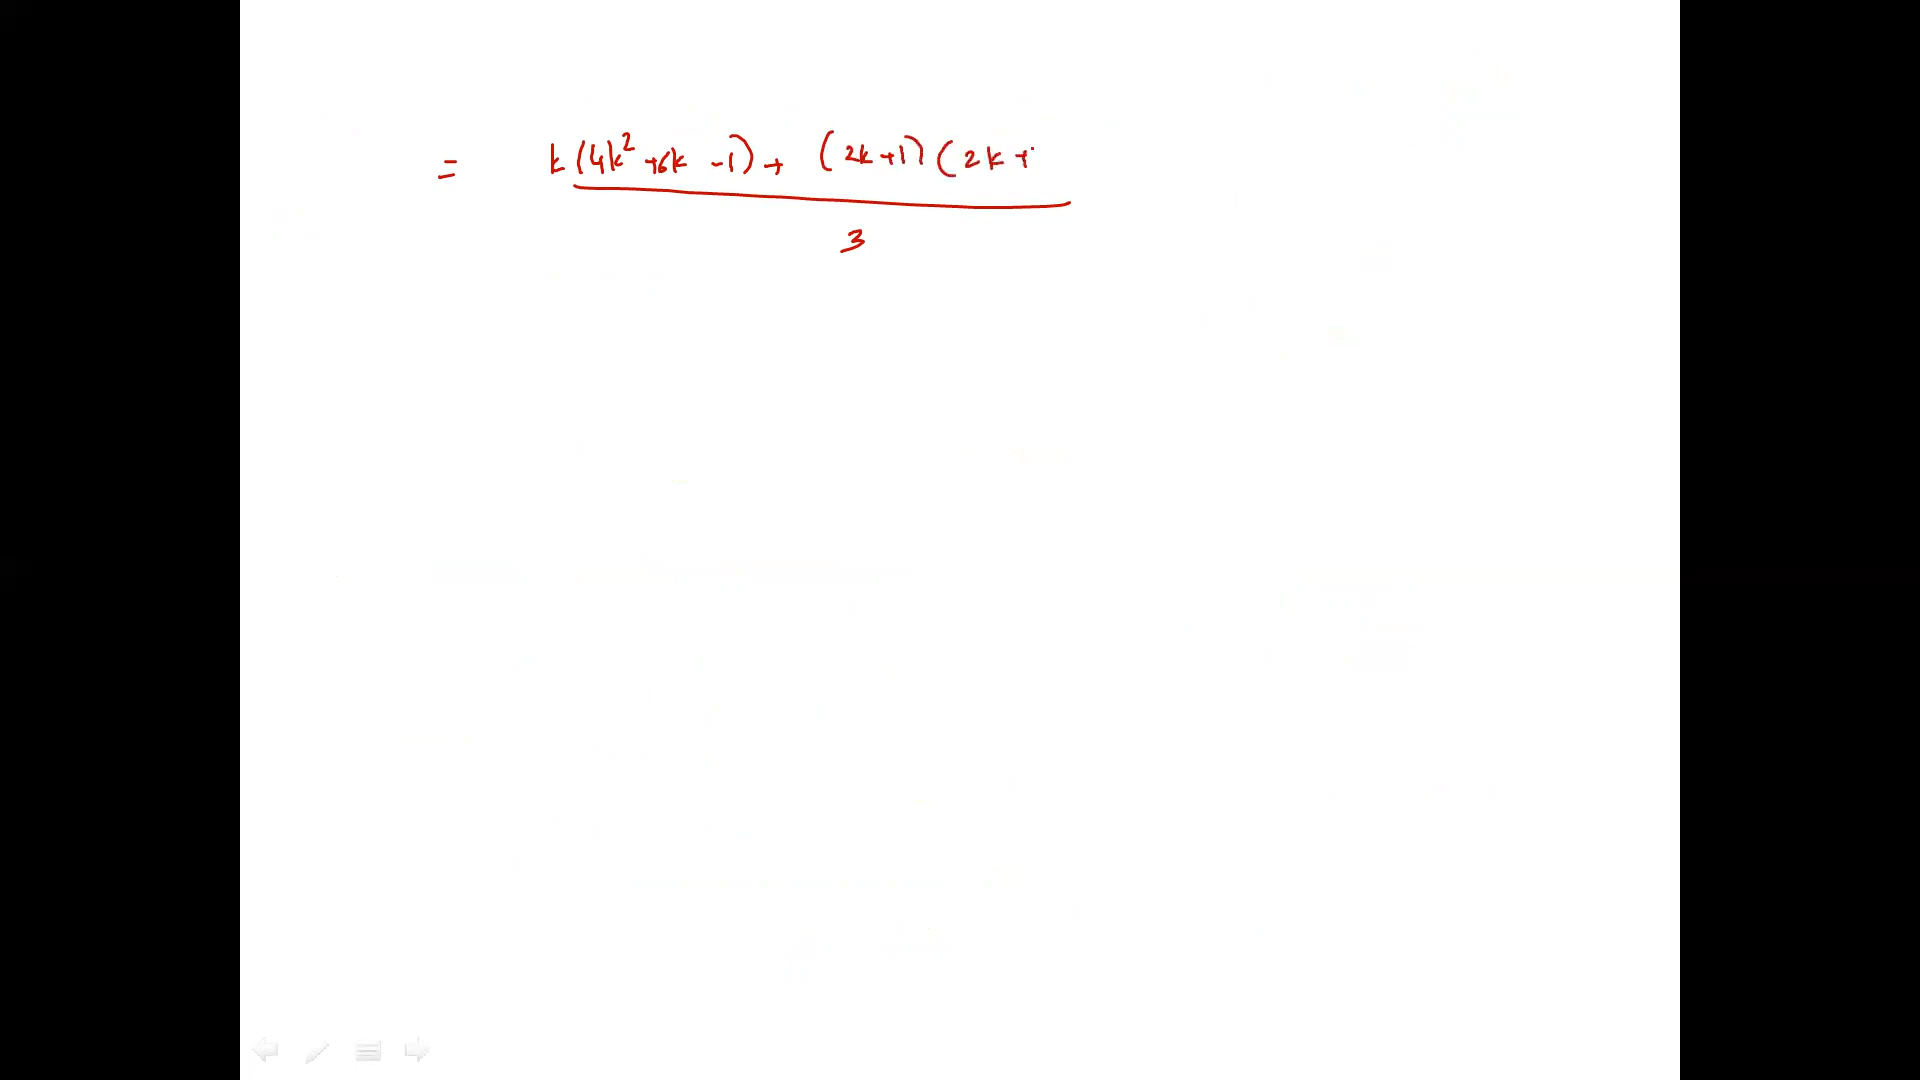 = k(4k² +6k -1) + (2k+1) (2k +
3